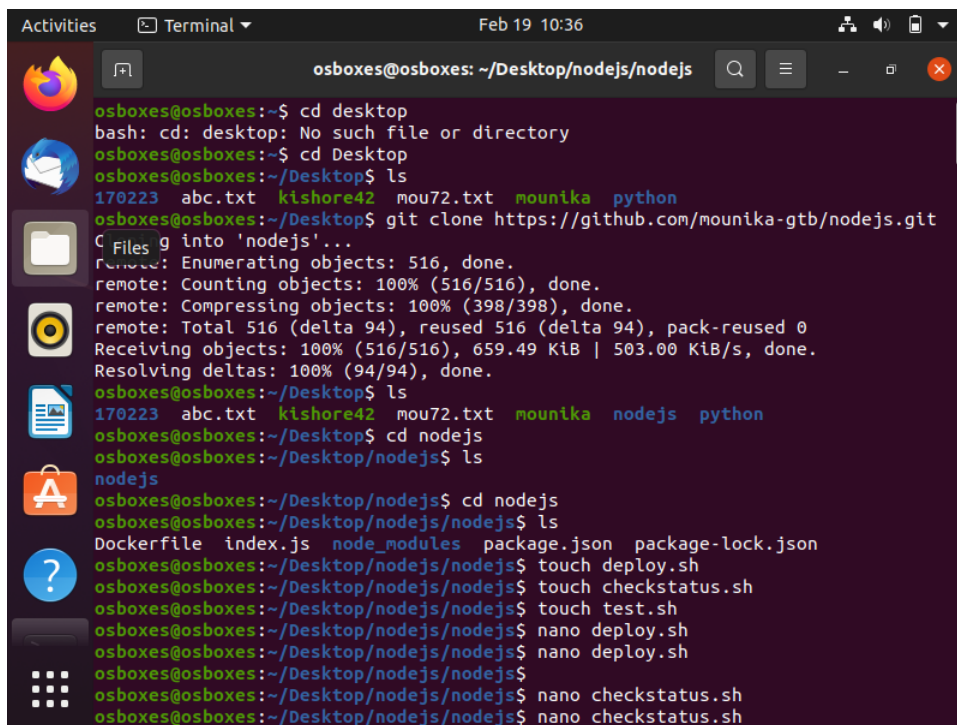 Activities Terminal Feb 19 10:36
osboxes@osboxes: ~/Desktop/nodejs/nodejs
osboxes@osboxes:~$ cd desktop
bash: cd: desktop: No such file or directory
osboxes@osboxes:~$ cd Desktop
osboxes@osboxes:~/Desktop$ ls
170223 abc.txt kishore42 mou72.txt mounika python
osboxes@osboxes:~/Desktop$ git clone https://github.com/mounika-gtb/nodejs.git
Files
into 'nodejs'...
remote: Enumerating objects: 516, done.
remote: Counting objects: 100% (516/516), done.
remote: Compressing objects: 100% (398/398), done.
remote: Total 516 (delta 94), reused 516 (delta 94), pack-reused 0
Receiving objects: 100% (516/516), 659.49 KiB | 503.00 KiB/s, done.
Resolving deltas: 100% (94/94), done.
osboxes@osboxes:~/Desktop$ ls
170223 abc.txt kishore42 mou72.txt mounika nodejs python
osboxes@osboxes:~/Desktop$ cd nodejs
osboxes@osboxes:~/Desktop/nodejs$ ls
nodejs
osboxes@osboxes:~/Desktop/nodejs$ cd nodejs
osboxes@osboxes:~/Desktop/nodejs/nodejs$ ls
Dockerfile index.js node_modules package.json package-lock.json
osboxes@osboxes:~/Desktop/nodejs/nodejs$ touch deploy.sh
osboxes@osboxes:~/Desktop/nodejs/nodejs$ touch checkstatus.sh
osboxes@osboxes:~/Desktop/nodejs/nodejs$ touch test.sh
osboxes@osboxes:~/Desktop/nodejs/nodejs$ nano deploy.sh
osboxes@osboxes:~/Desktop/nodejs/nodejs$ nano deploy.sh
osboxes@osboxes:~/Desktop/nodejs/nodejs$
osboxes@osboxes:~/Desktop/nodejs/nodejs$ nano checkstatus.sh
osboxes@osboxes:~/Desktop/nodejs/nodejs$ nano checkstatus.sh